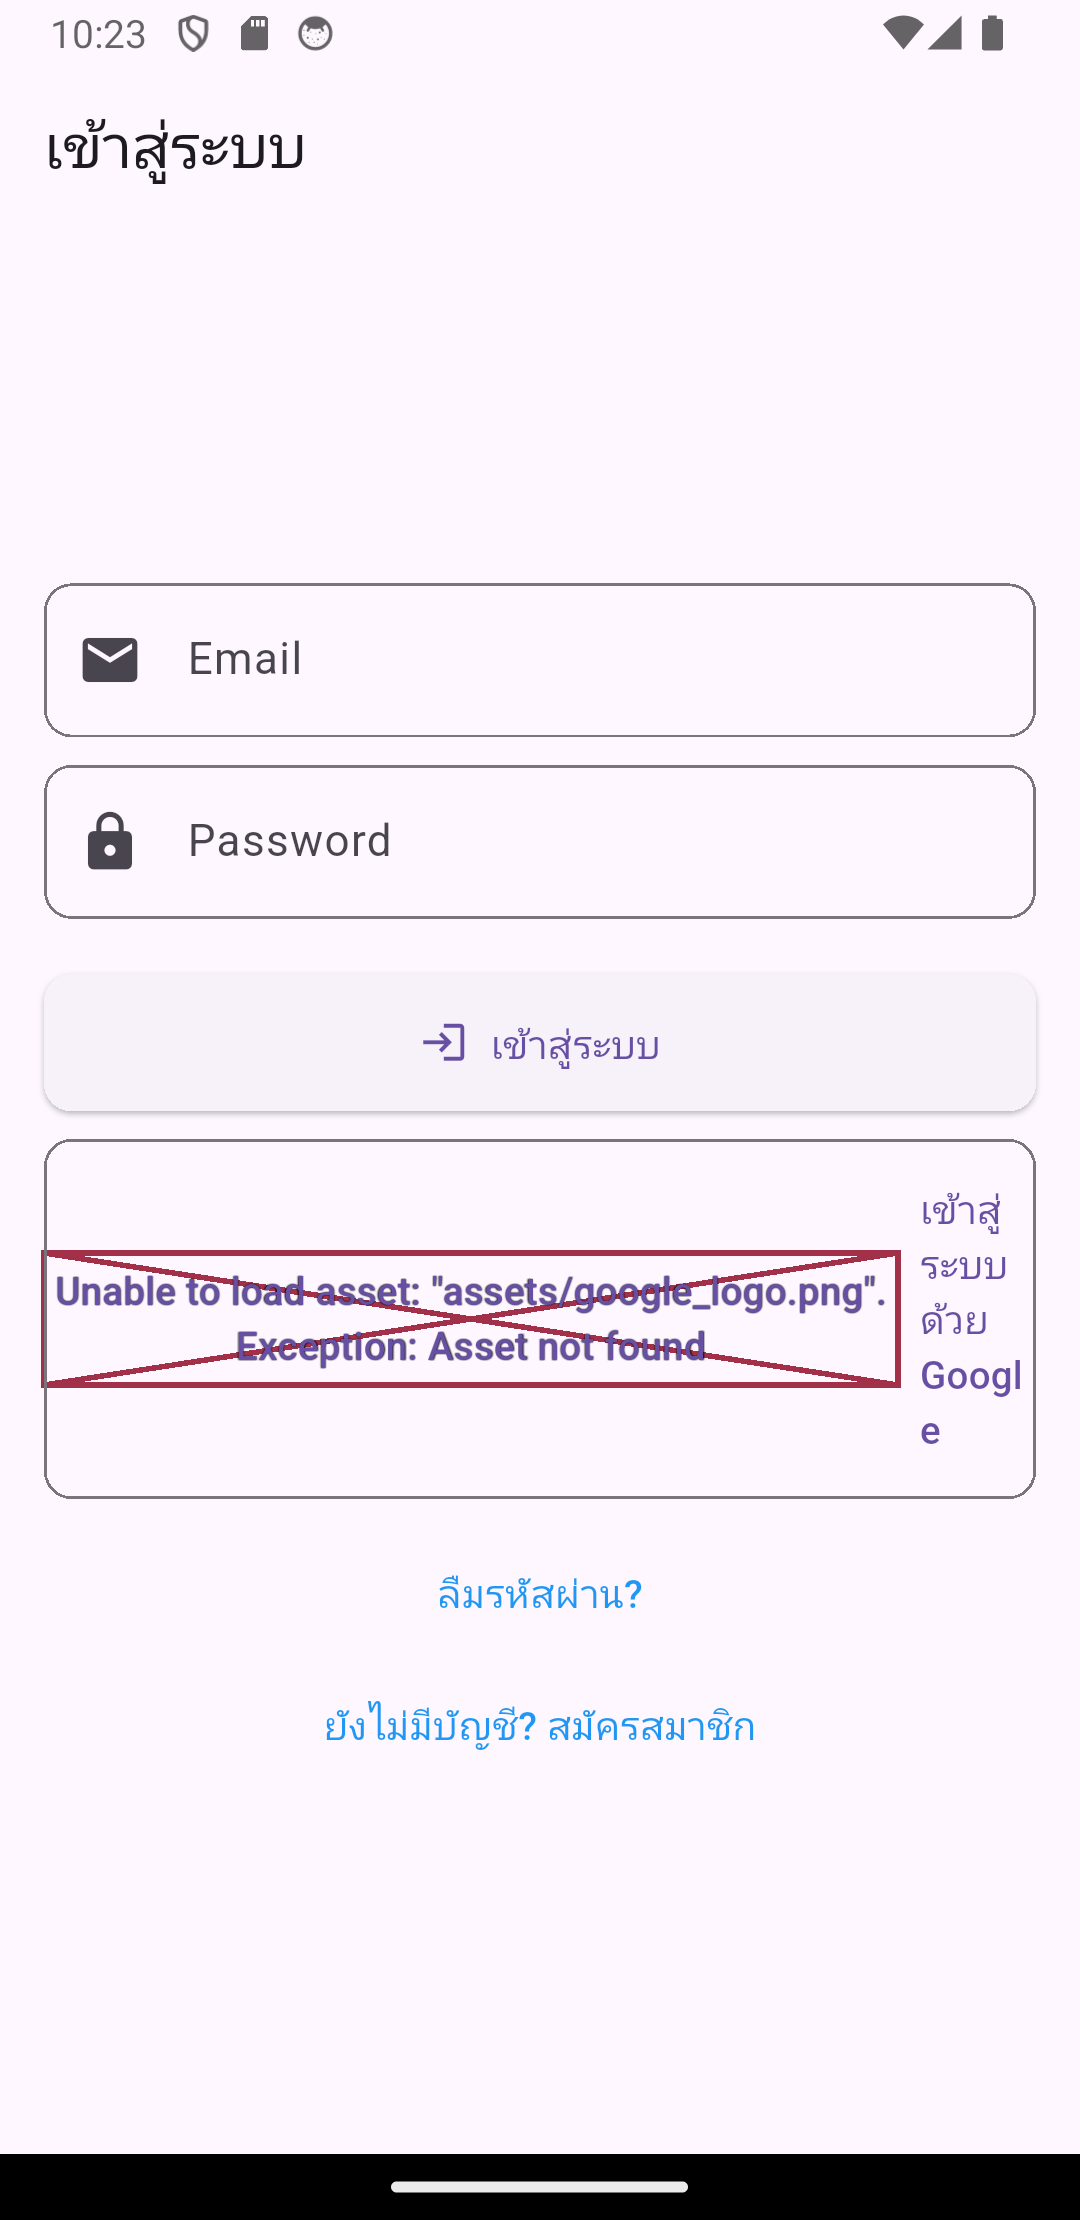 10:23
เข้าสู่ระบบ
Email
Password
เข้าสู่ระบบ
Unable to load asset: "assets/google_logo.png".
Exception: Asset not found
เข้าสู่
ระบบ
ด้วย
Googl
e
ลืมรหัสผ่าน?
ยังไม่มีบัญชี? สมัครสมาชิก